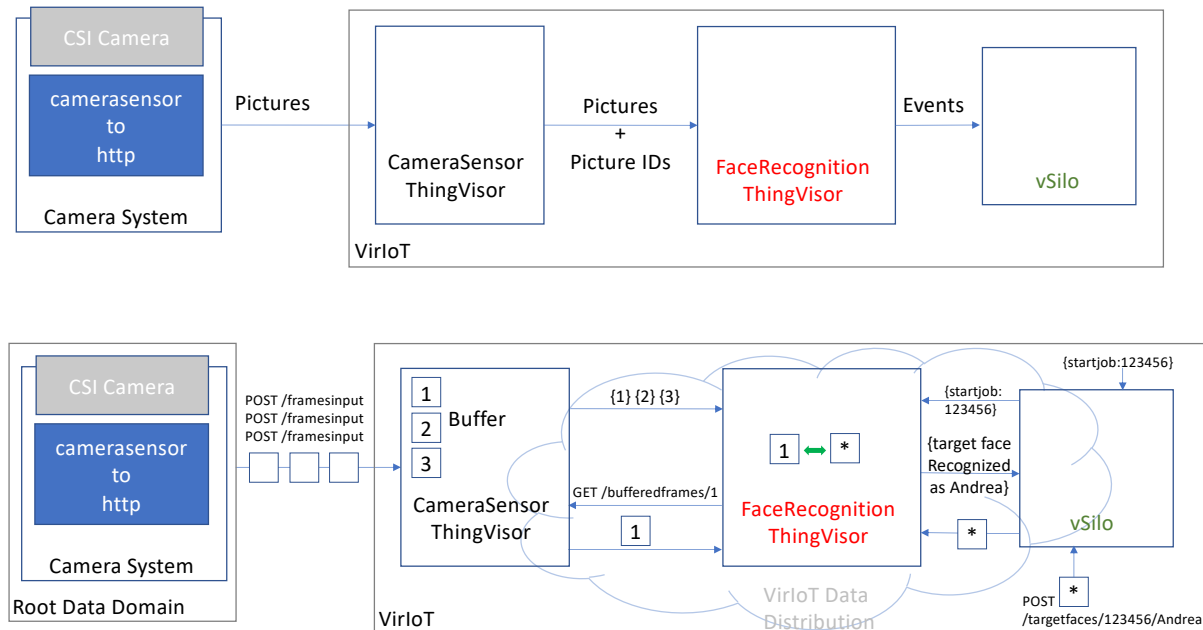 CSI Camera
camerasensor
to
http
Camera System
Pictures
CameraSensor
ThingVisor
Pictures
+
Picture IDs
FaceRecognition
ThingVisor
Events
vSilo
VirIoT
CSI Camera
camerasensor
to
http
Camera System
Root Data Domain
POST /framesinput
POST /framesinput
POST /framesinput
1
2
3
Buffer
CameraSensor
ThingVisor
{1} {2} {3}
GET /bufferedframes/1
1
1
*
FaceRecognition
ThingVisor
{startjob:
123456}
{target face
Recognized
as Andrea}
*
{startjob:123456}
vSilo
*
POST
/targetfaces/123456/Andrea
VirIoT Data
Distribution
VirIoT